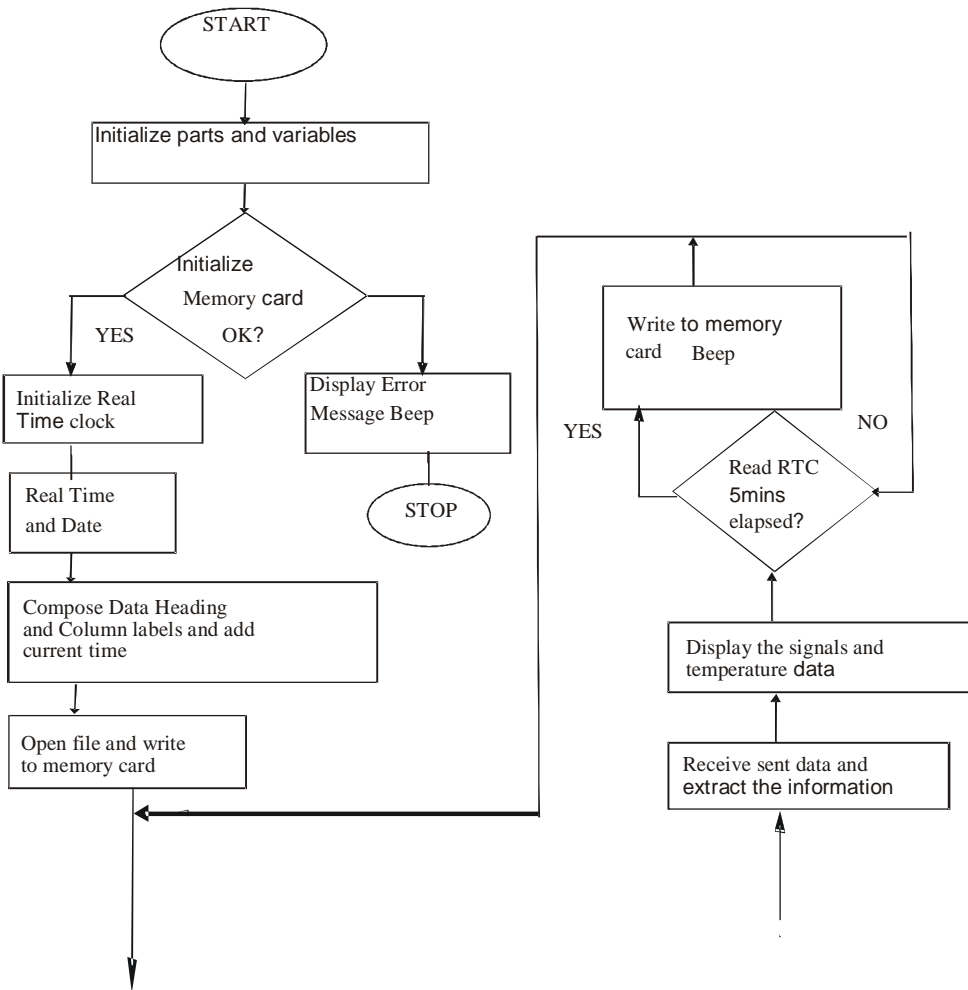 START
Initialize parts and variables
Initialize
Memory card
OK?
YES
Initialize Real
Time clock
Display Error
Message Beep
Real Time
and Date
STOP
Compose Data Heading
and Column labels and add
current time
Open file and write
to memory card
Write to memory
card Beep
YES
NO
Read RTC
5mins
elapsed?
Display the signals and
temperature data
Receive sent data and
extract the information